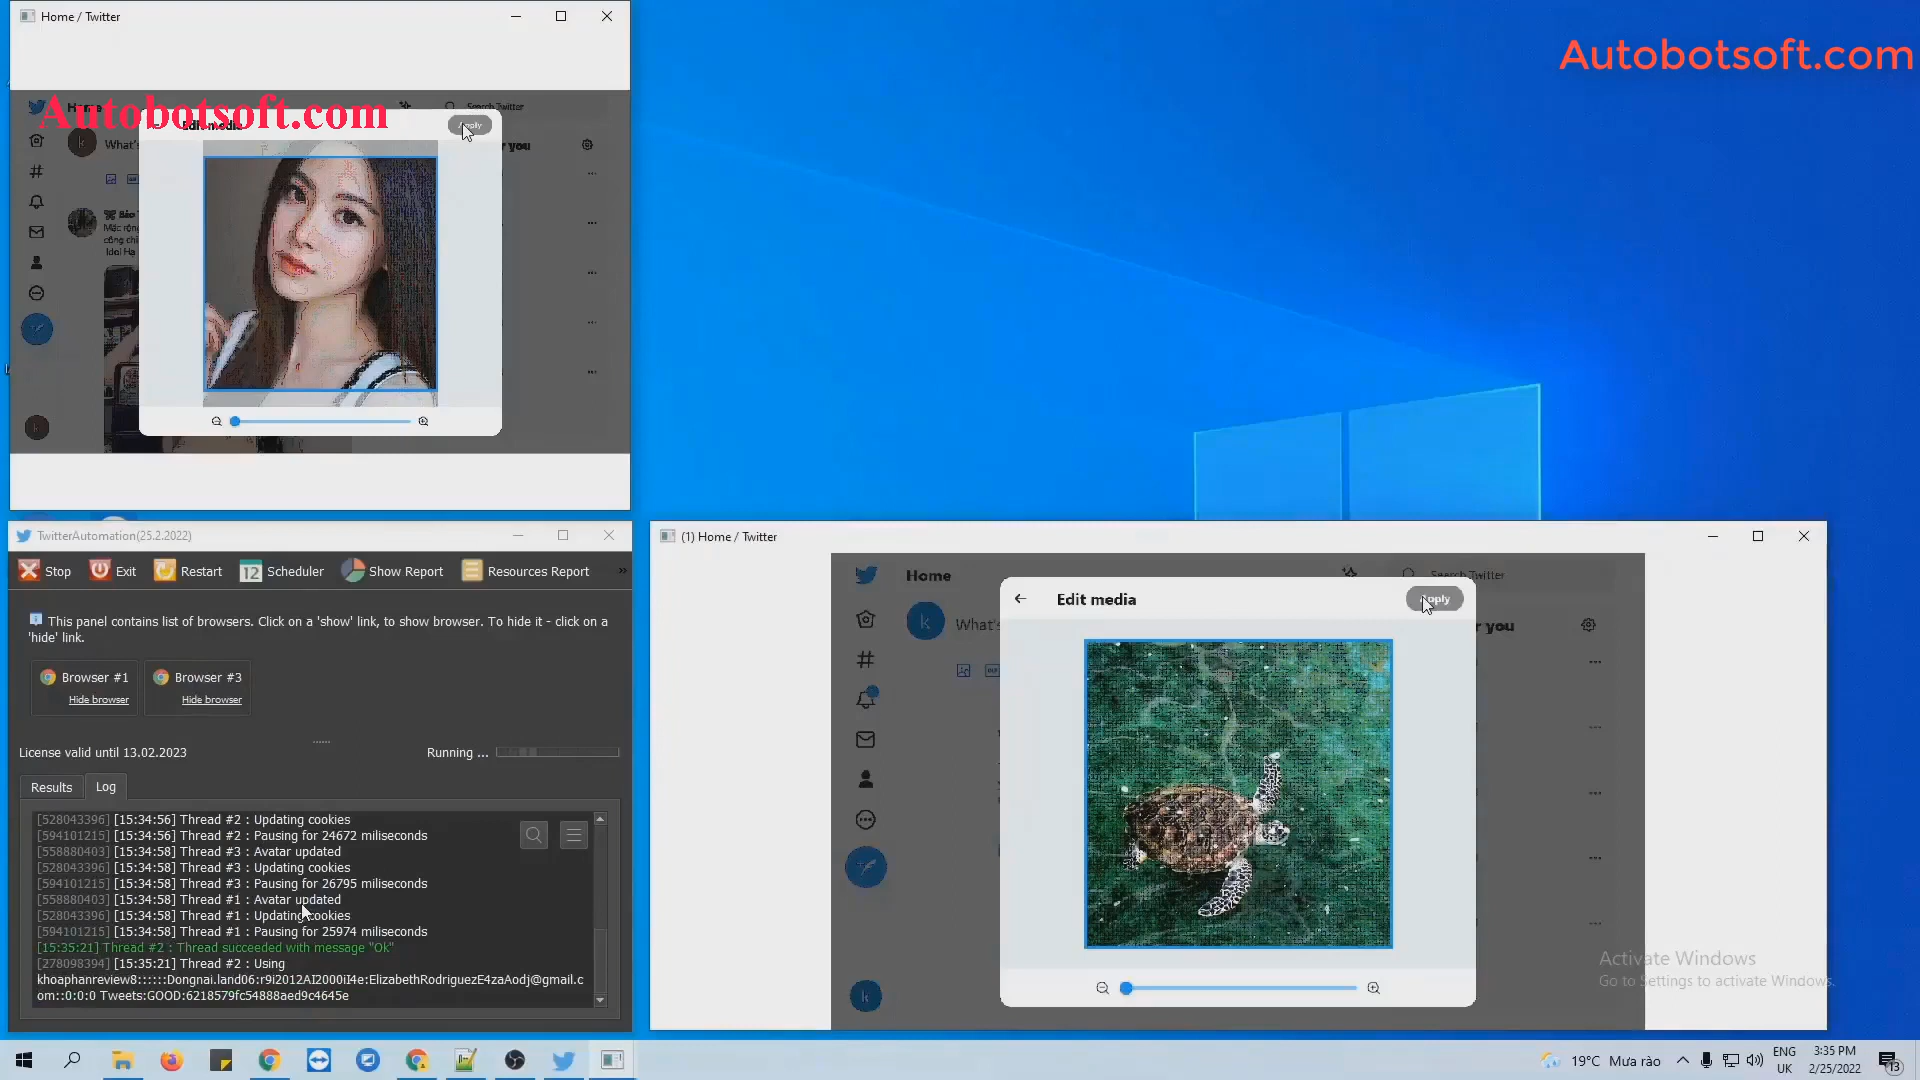 Home / Twitter
Autobotsoft.com
Autobotsoft.com
Home
Search Twitter
Edit media
Apply
k
What's
r you
k
TwitterAutomation(25.2.2022)
Stop
Exit
Restart
12
Scheduler
Show Report
Resources Report
»
This panel contains list of browsers. Click on a 'show' link, to show browser. To hide it - click on a
'hide' link.
Browser #1
Hide browser
Browser #3
Hide browser
License valid until 13.02.2023
Running ...
Results
Log
[528043396] [15:34:56] Thread #2 : Updating cookies
[594101215] [15:34:56] Thread #2 : Pausing for 24672 miliseconds
[558880403] [15:34:58] Thread #3 : Avatar updated
[528043396] [15:34:58] Thread #3 : Updating cookies
[594101215] [15:34:58] Thread #3 : Pausing for 26795 miliseconds
[558880403] [15:34:58] Thread #1 : Avatar updated
[528043396] [15:34:58] Thread #1 : Updating cookies
[594101215] [15:34:58] Thread #1 : Pausing for 25974 miliseconds
[15:35:21] Thread #2 : Thread succeeded with message "Ok"
[278098394] [15:35:21] Thread #2 : Using
khoaphanreview8::::::Dongnai.land06:r9i2012AI2000iI4e:ElizabethRodriguezE4zaAodj@gmail.c
om::0:0:0 Tweets:GOOD:6218579fc54888aed9c4645e
(1) Home / Twitter
Home
Search Twitter
Edit media
Apply
k
What's
r you
k
Activate Windows
Go to Settings to activate Windows.
19°C Mưa rào
ENG
UK
3:35 PM
2/25/2022
13